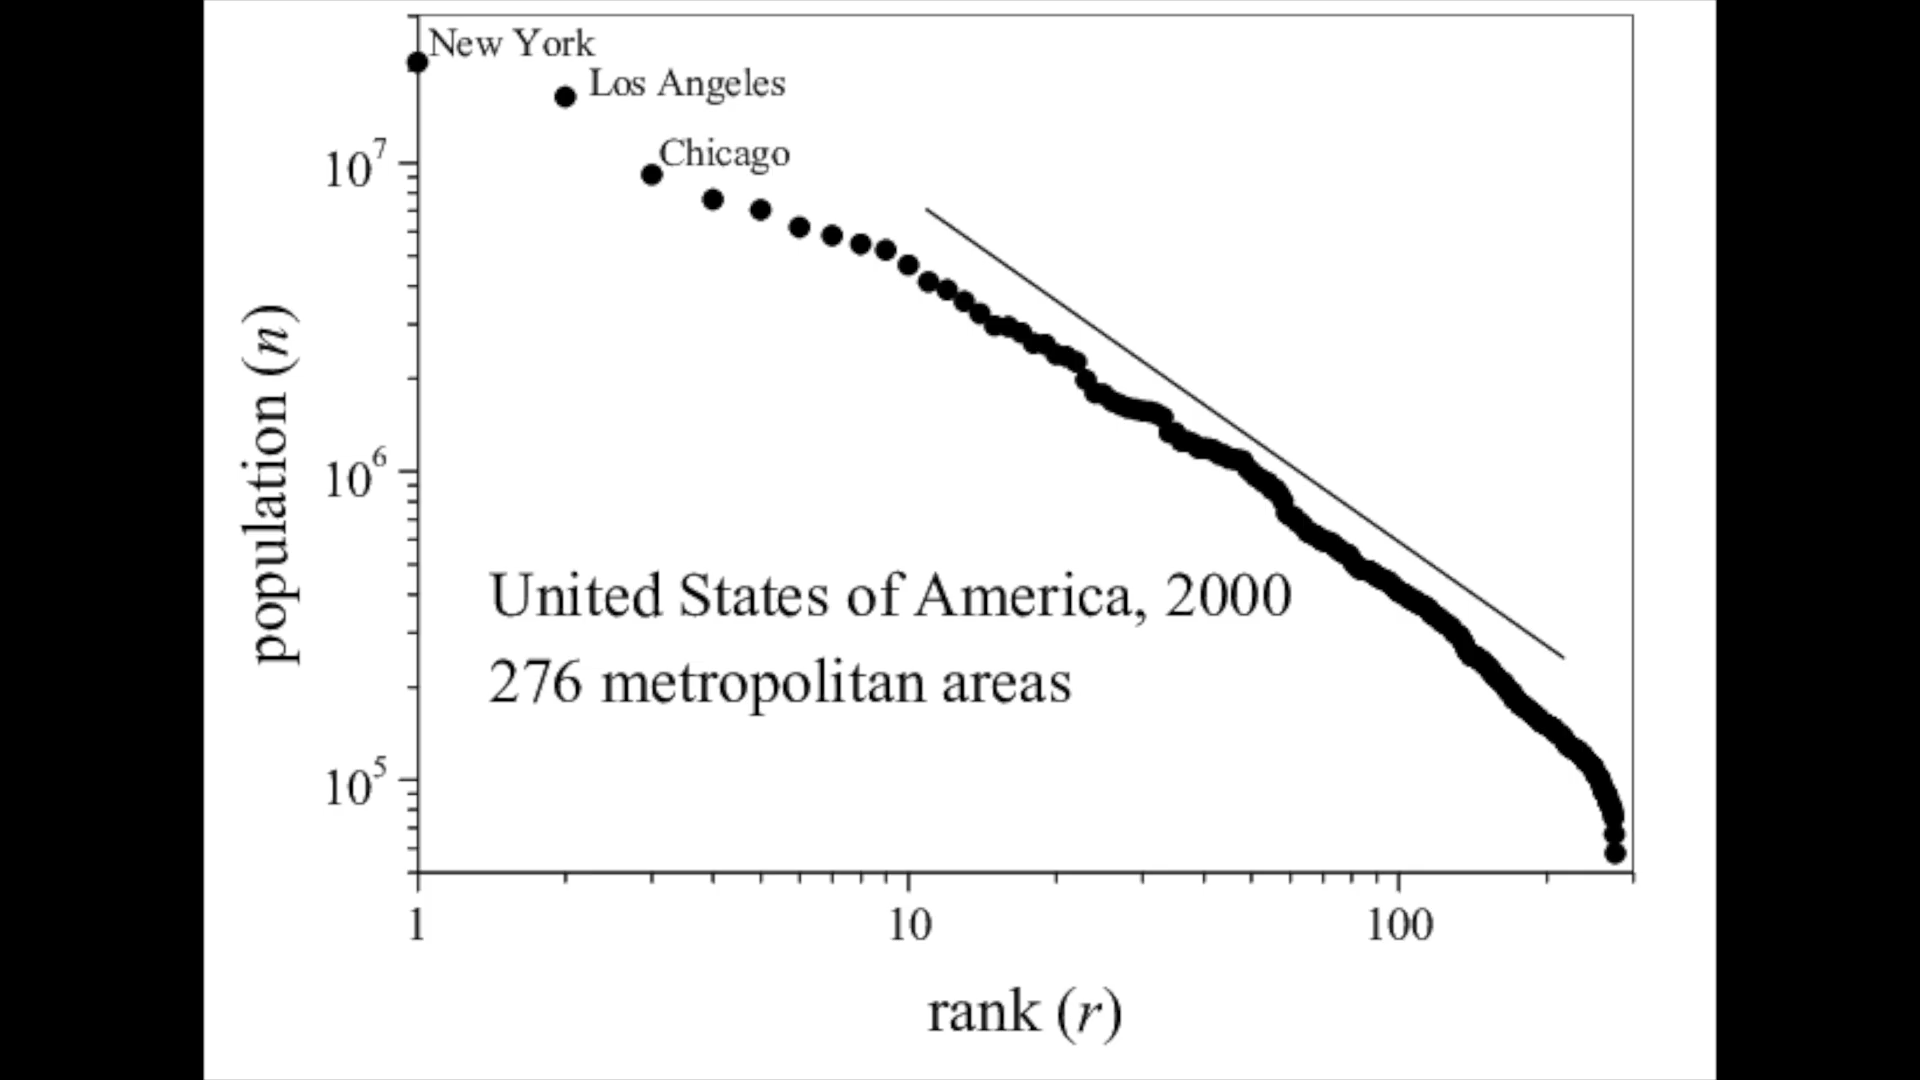 New York
Los Angeles
Chicago
10^7
10^6
10^5
population (n)
United States of America, 2000
276 metropolitan areas
1 10 100
rank (r)